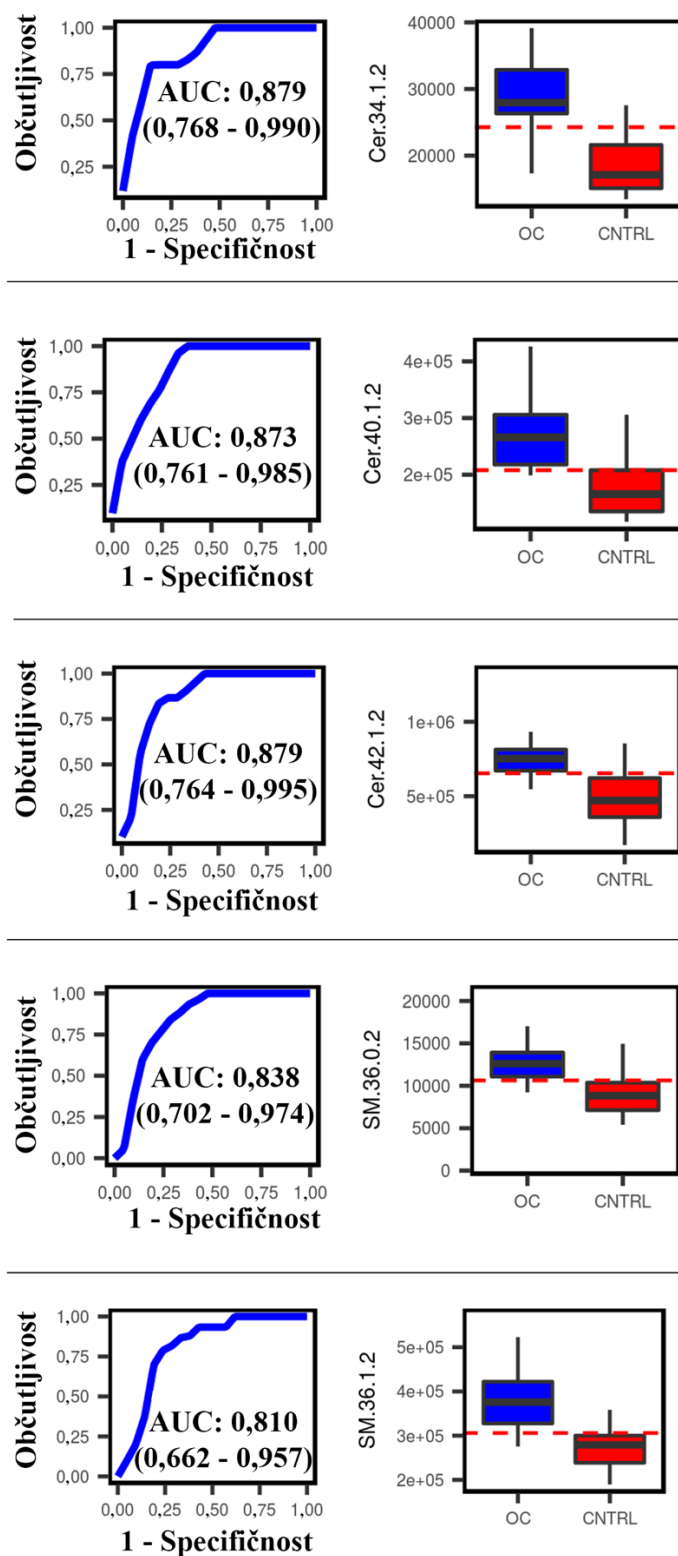 Občutljivost
1,00
0,75
0,50
0,25
AUC: 0,879
(0,768 - 0,990)
0,00 0,25 0,50 0,75 1,00
1 - Specifičnost
Cer.34.1.2
40000
30000
20000
OC CNTRL
Občutljivost
1,00
0,75
0,50
0,25
AUC: 0,873
(0,761 - 0,985)
0,00 0,25 0,50 0,75 1,00
1 - Specifičnost
Cer.40.1.2
4e+05
3e+05
2e+05
OC CNTRL
Občutljivost
1,00
0,75
0,50
0,25
AUC: 0,879
(0,764 - 0,995)
0,00 0,25 0,50 0,75 1,00
1 - Specifičnost
Cer.42.1.2
1e+06
5e+05
OC CNTRL
Občutljivost
1,00
0,75
0,50
0,25
0,00
AUC: 0,838
(0,702 - 0,974)
0,00 0,25 0,50 0,75 1,00
1 - Specifičnost
SM.36.0.2
20000
15000
10000
5000
0
OC CNTRL
Občutljivost
1,00
0,75
0,50
0,25
0,00
AUC: 0,810
(0,662 - 0,957)
0,00 0,25 0,50 0,75 1,00
1 - Specifičnost
SM.36.1.2
5e+05
4e+05
3e+05
2e+05
OC CNTRL